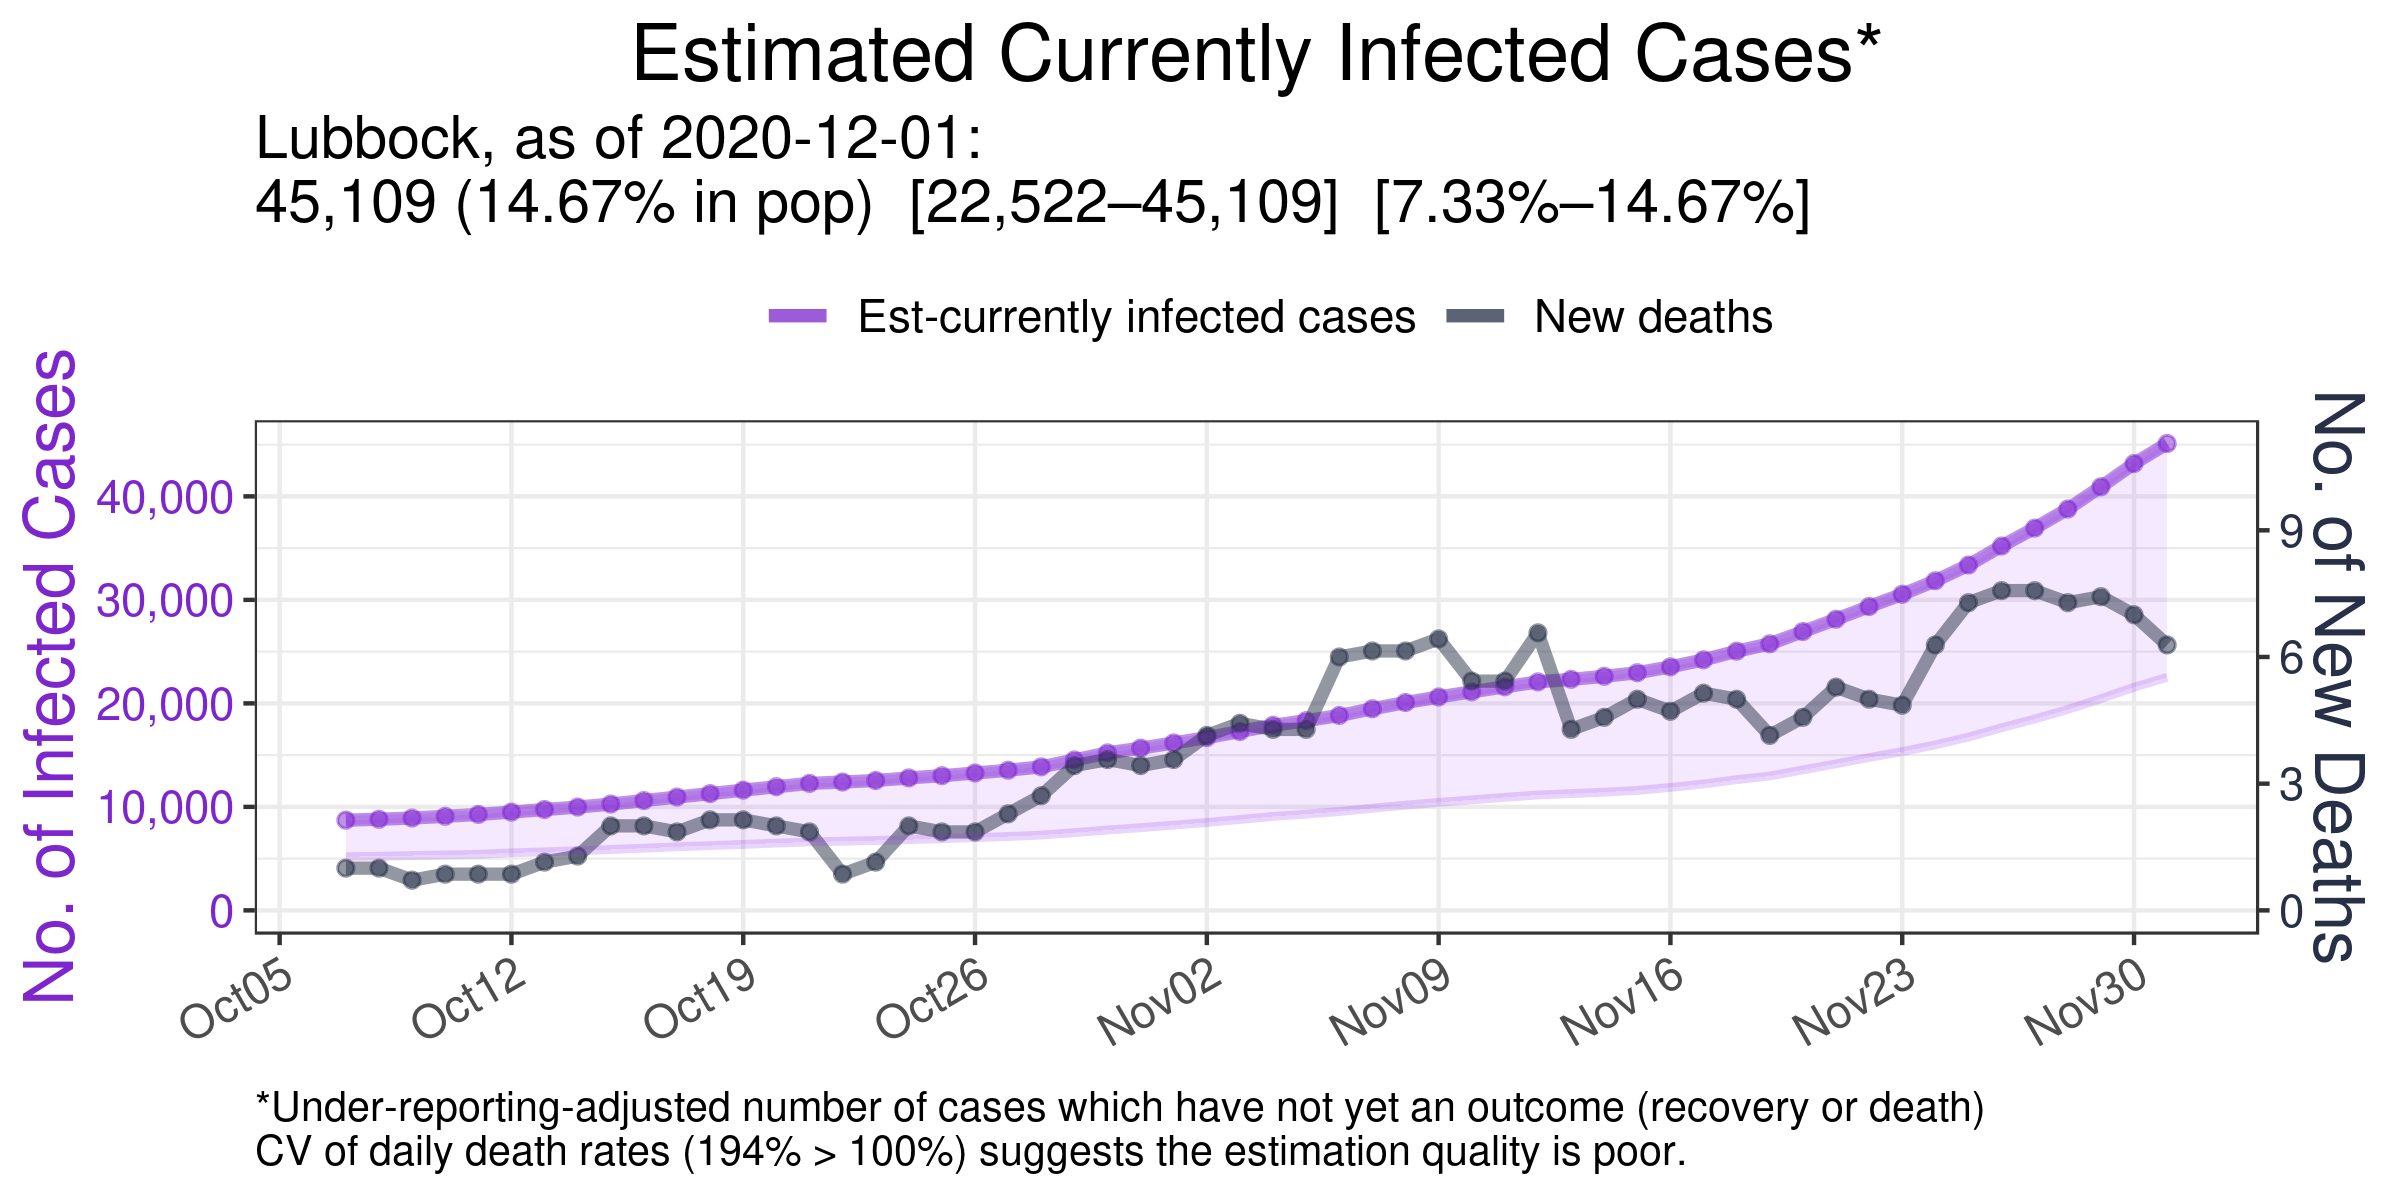 Estimated Currently Infected Cases*
Lubbock, as of 2020-12-01:
45,109 (14.67% in pop)  [22,522–45,109]  [7.33%–14.67%]
Est-currently infected cases
New deaths
No. of Infected Cases
40,000
30,000
20,000
10,000
0
No. of New Deaths
9
6
3
0
Oct05
Oct12
Oct19
Oct26
Nov02
Nov09
Nov16
Nov23
Nov30
*Under-reporting-adjusted number of cases which have not yet an outcome (recovery or death)
CV of daily death rates (194% > 100%) suggests the estimation quality is poor.